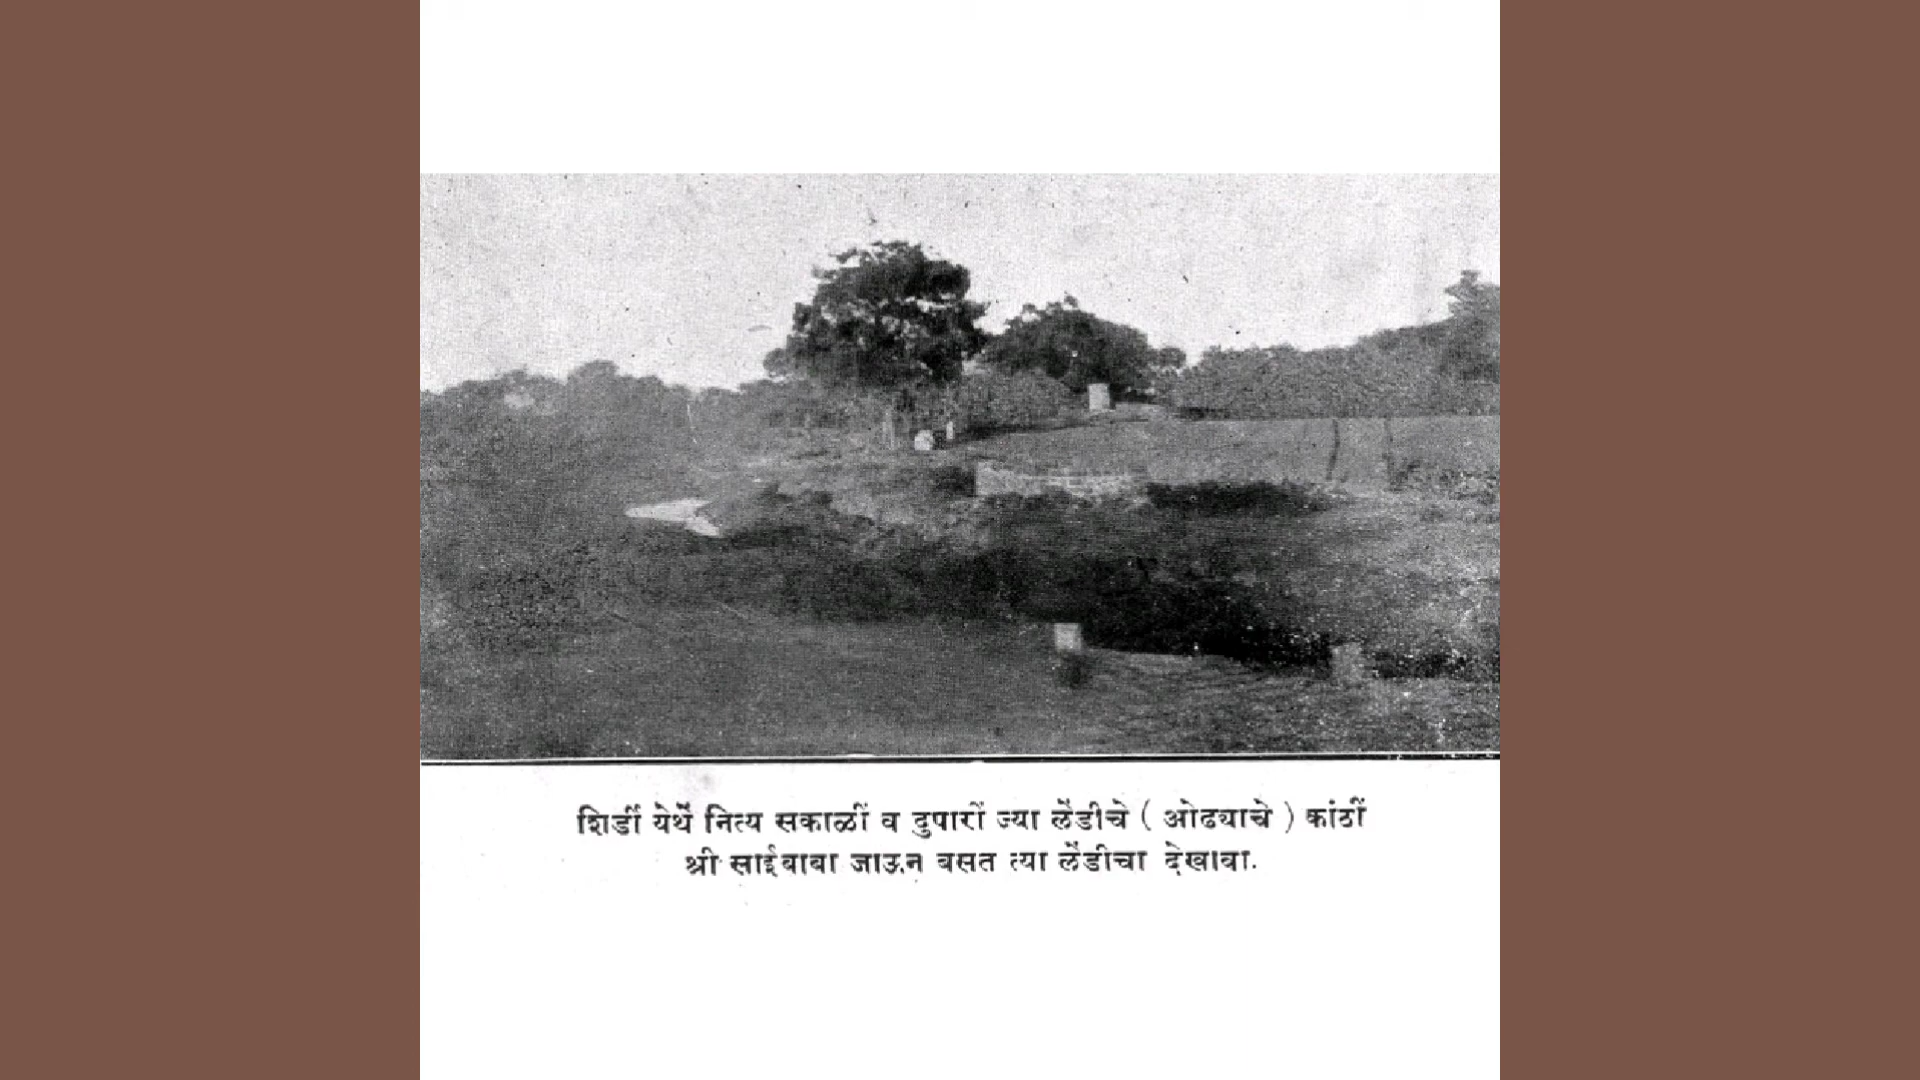 शिर्डी येथें नित्य सकाळीं व दुपारीं ज्या लेंडीचे ( ओढ्याचे ) कांठीं
श्री साईबाबा जाऊन बसत त्या लेंडीचा देखावा.